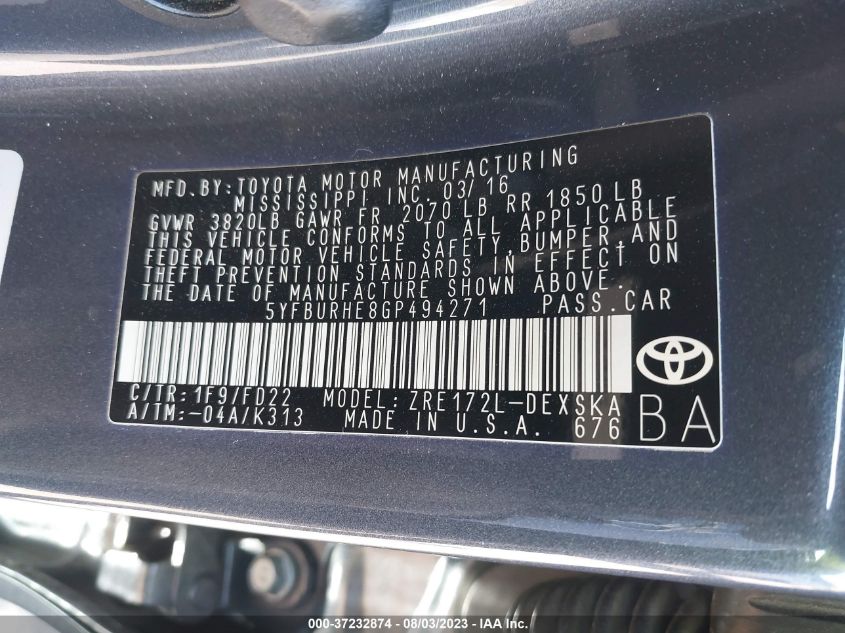 MFD.BY:TOYOTA MOTOR MANUFACTURING
MISSISSIPPI INC. 03/16
GVWR 3820LB GAWR FR 2070 LB RR 1850 LB
THIS VEHICLE CONFORMS TO ALL APPLICABLE
FEDERAL MOTOR VEHICLE SAFETY,BUMPER,AND
THEFT PREVENTION STANDARDS IN EFFECT ON
THE DATE OF MANUFACTURE SHOWN ABOVE.
5YFBURHE8GP494271 PASS.CAR
C/TR:1F9/FD22 MODEL:ZRE172L-DEXSKA
A/TM:-04A/K313 MADE IN U.S.A. 676
BA
000-37232874 - 08/03/2023 - IAAI.COM